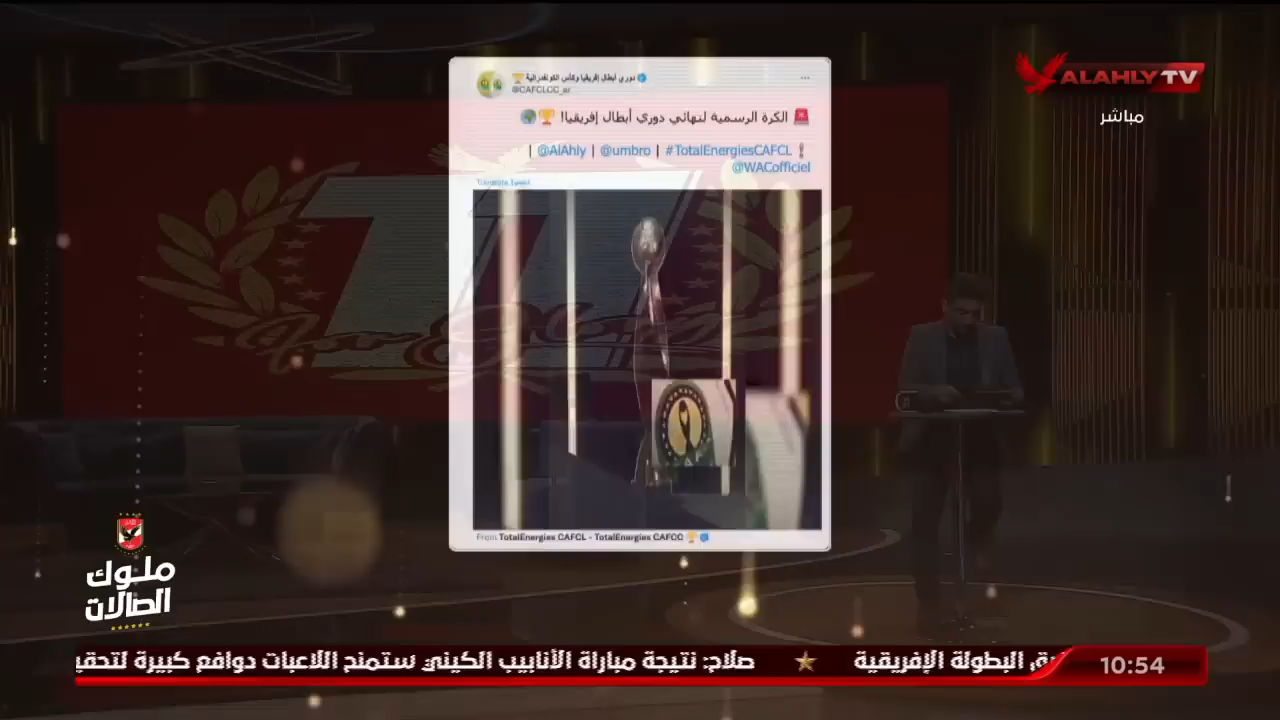 دوري أبطال إفريقيا وكأس الكونفدرالية
@CAFCLCC_ar
🚨 الكرة الرسمية لنهائي دوري أبطال إفريقيا! 🏆🌍
#TotalEnergiesCAFCL | @umbro | @AlAhly |
@WACofficiel
Translate Tweet
From TotalEnergies CAFCL - TotalEnergies CAFCC
ALAHLY TV
مباشر
ملوك
الصالات
البطولة الإفريقية ★ صلاح: نتيجة مباراة الأنابيب الكيني ستمنح اللاعبات دوافع كبيرة
10:54